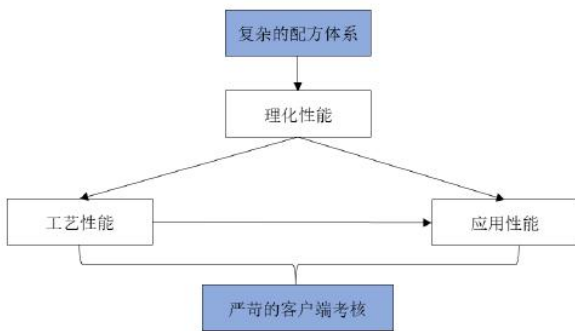 复杂的配方体系
理化性能
工艺性能
应用性能
严苛的客户端考核